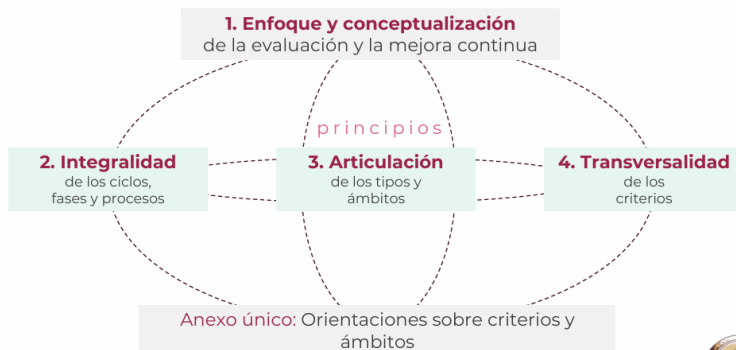 1. Enfoque y conceptualización
de la evaluación y la mejora continua
principios
2. Integralidad
de los ciclos,
fases y procesos
3. Articulación
de los tipos y
ámbitos
4. Transversalidad
de los
criterios
Anexo único: Orientaciones sobre criterios y
ámbitos